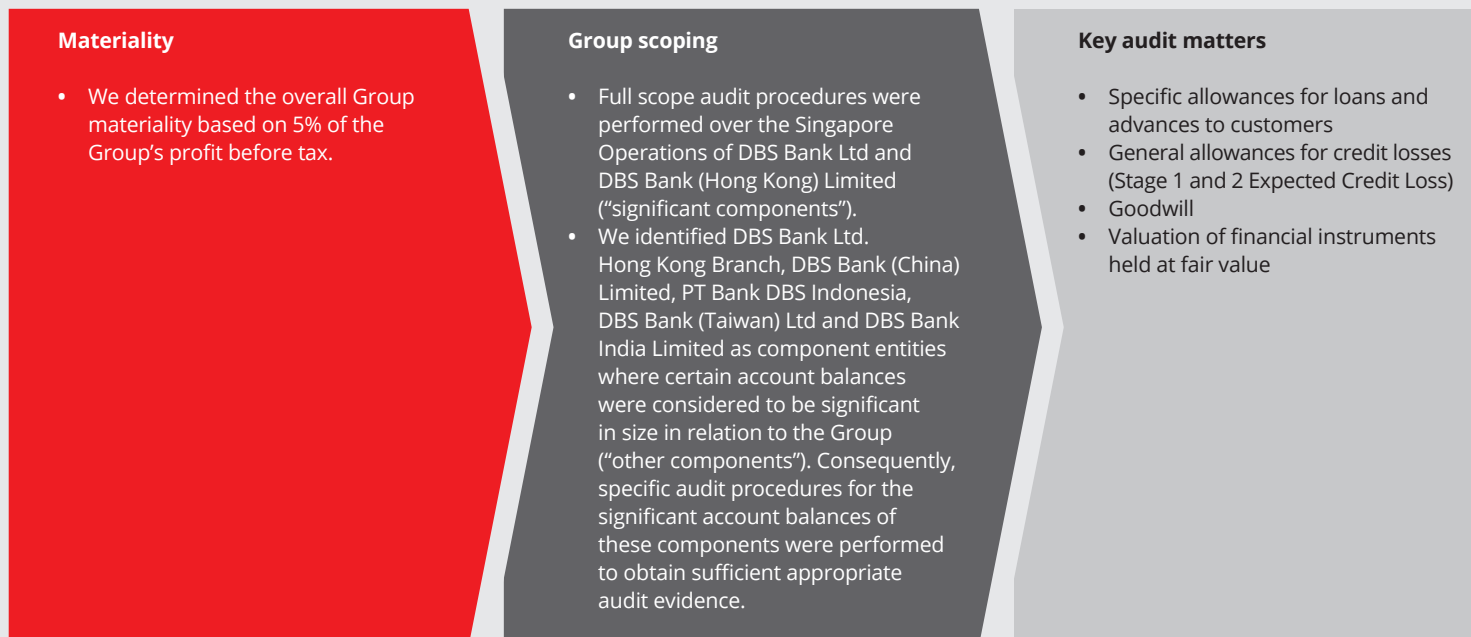 Materiality
• We determined the overall Group
materiality based on 5% of the
Group’s profit before tax.
Group scoping
• Full scope audit procedures were
performed over the Singapore
Operations of DBS Bank Ltd and
DBS Bank (Hong Kong) Limited
(“significant components”).
• We identified DBS Bank Ltd.
Hong Kong Branch, DBS Bank (China)
Limited, PT Bank DBS Indonesia,
DBS Bank (Taiwan) Ltd and DBS Bank
India Limited as component entities
where certain account balances
were considered to be significant
in size in relation to the Group
(“other components”). Consequently,
specific audit procedures for the
significant account balances of
these components were performed
to obtain sufficient appropriate
audit evidence.
Key audit matters
• Specific allowances for loans and
advances to customers
• General allowances for credit losses
(Stage 1 and 2 Expected Credit Loss)
• Goodwill
• Valuation of financial instruments
held at fair value